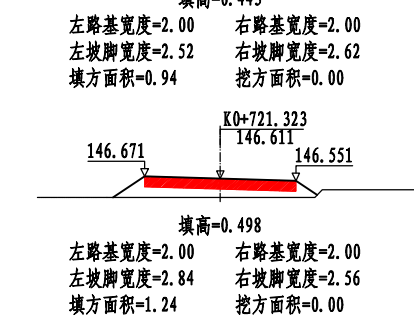 填高=0.445
左路基宽度=2.00 右路基宽度=2.00
左坡脚宽度=2.52 右坡脚宽度=2.62
填方面积=0.94 挖方面积=0.00
K0+721.323
146.611
146.671
146.551
填高=0.498
左路基宽度=2.00 右路基宽度=2.00
左坡脚宽度=2.84 右坡脚宽度=2.56
填方面积=1.24 挖方面积=0.00